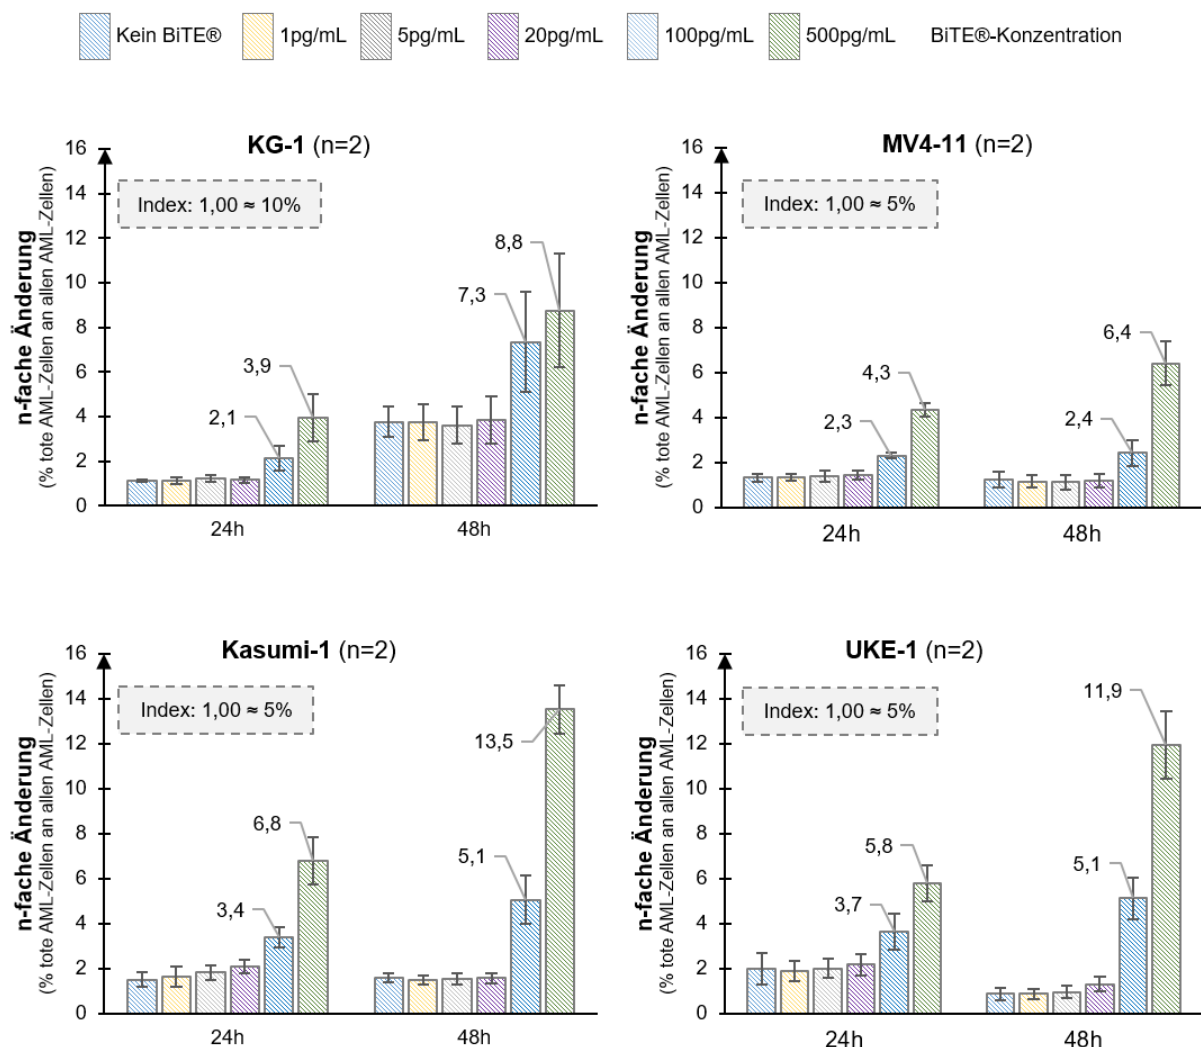 Kein BiTE® 1pg/mL 5pg/mL 20pg/mL 100pg/mL 500pg/mL BiTE®-Konzentration
KG-1 (n=2)
n-fache Änderung
(% tote AML-Zellen an allen AML-Zellen)
16
14
12
10
8
6
4
2
0
Index: 1,00 ≈ 10%
2,1
3,9
7,3
8,8
24h
48h
MV4-11 (n=2)
n-fache Änderung
(% tote AML-Zellen an allen AML-Zellen)
16
14
12
10
8
6
4
2
0
Index: 1,00 ≈ 5%
2,3
4,3
2,4
6,4
24h
48h
Kasumi-1 (n=2)
n-fache Änderung
(% tote AML-Zellen an allen AML-Zellen)
16
14
12
10
8
6
4
2
0
Index: 1,00 ≈ 5%
3,4
6,8
5,1
13,5
24h
48h
UKE-1 (n=2)
n-fache Änderung
(% tote AML-Zellen an allen AML-Zellen)
16
14
12
10
8
6
4
2
0
Index: 1,00 ≈ 5%
3,7
5,8
5,1
11,9
24h
48h